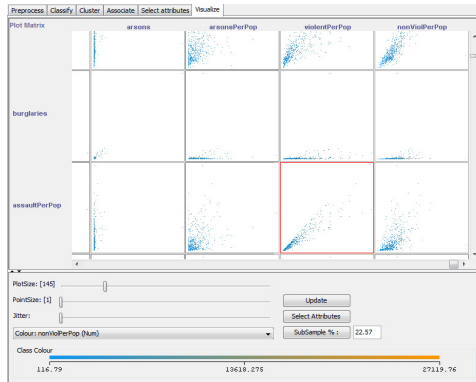 Preprocess Classify Cluster Associate Select attributes Visualize
Plot Matrix arsons arsonsPerPop violentPerPop nonViolPerPop
burglaries
assaultPerPop
PlotSize: [145]
PointSize: [1] Update
Jitter: Select Attributes
Colour: nonViolPerPop (Num) SubSample % : 22.57
Class Colour
116.79 13618.275 27119.76